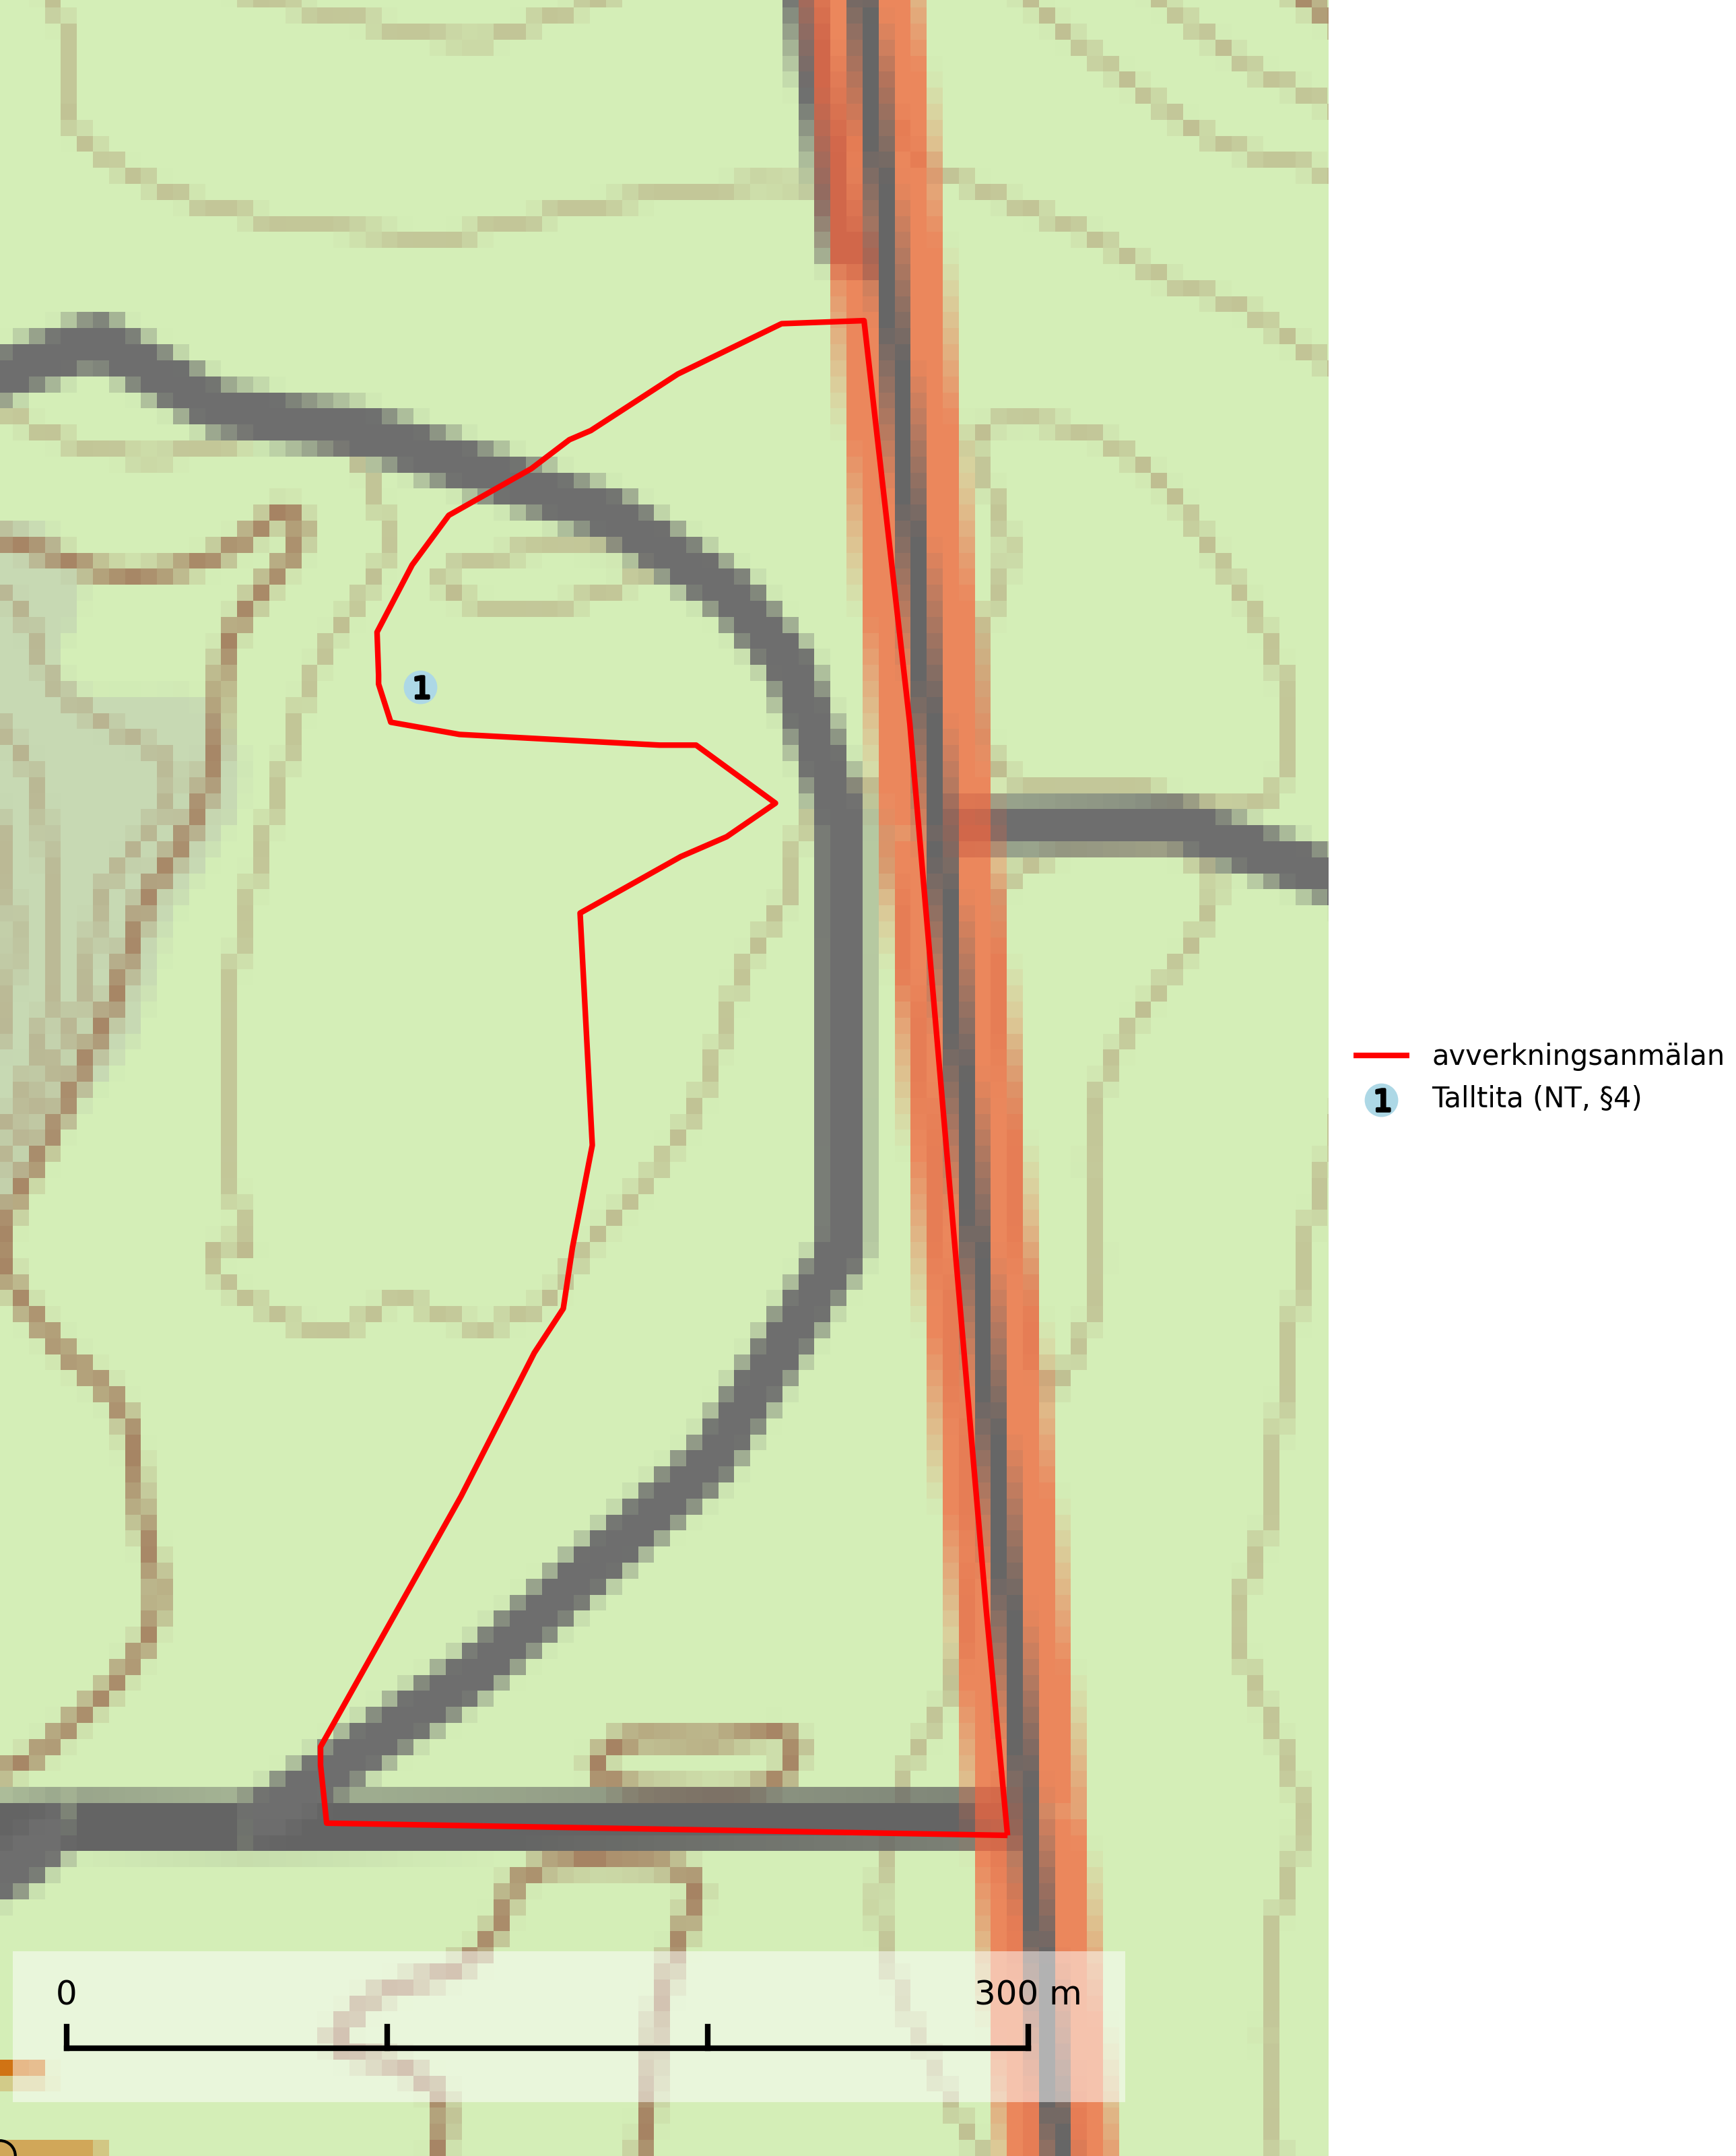 1
avverkningsanmälan
1 Talltita (NT, §4)
0 300 m